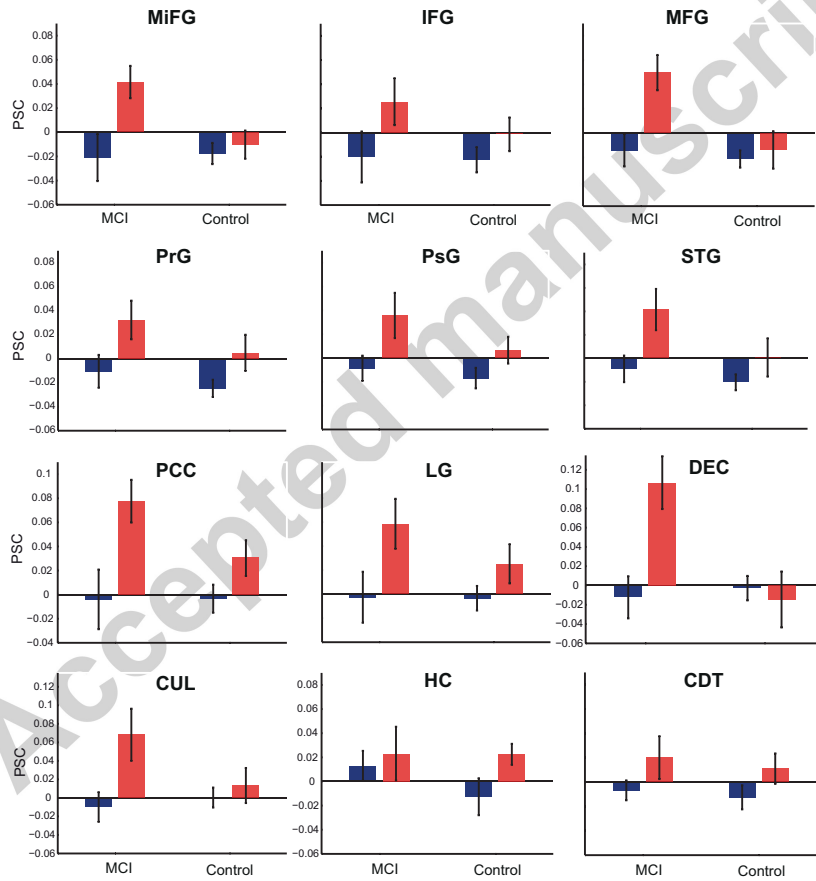 MiFG
IFG
MFG
0.08
0.06
0.04
0.02
0
−0.02
−0.04
−0.06
PSC
MCI
Control
MCI
Control
MCI
Control
PrG
PsG
STG
0.08
0.06
0.04
0.02
0
−0.02
−0.04
−0.06
PSC
PCC
LG
DEC
0.1
0.08
0.06
0.04
0.02
0
−0.02
−0.04
PSC
0.12
0.1
0.08
0.06
0.04
0.02
0
−0.02
−0.04
−0.06
CUL
HC
CDT
0.12
0.1
0.08
0.06
0.04
0.02
0
−0.02
−0.04
−0.06
PSC
0.08
0.06
0.04
0.02
0
−0.02
−0.04
−0.06
MCI
Control
MCI
Control
MCI
Control
Accepted manuscript